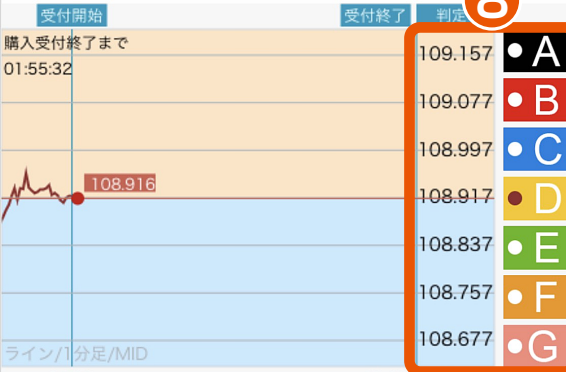 受付開始 受付終了 判定
8
購入受付終了まで
01:55:32
109.157 A
109.077 B
108.997 C
108.916
108.917 D
108.837 E
108.757 F
108.677 G
ライン/1分足/MID